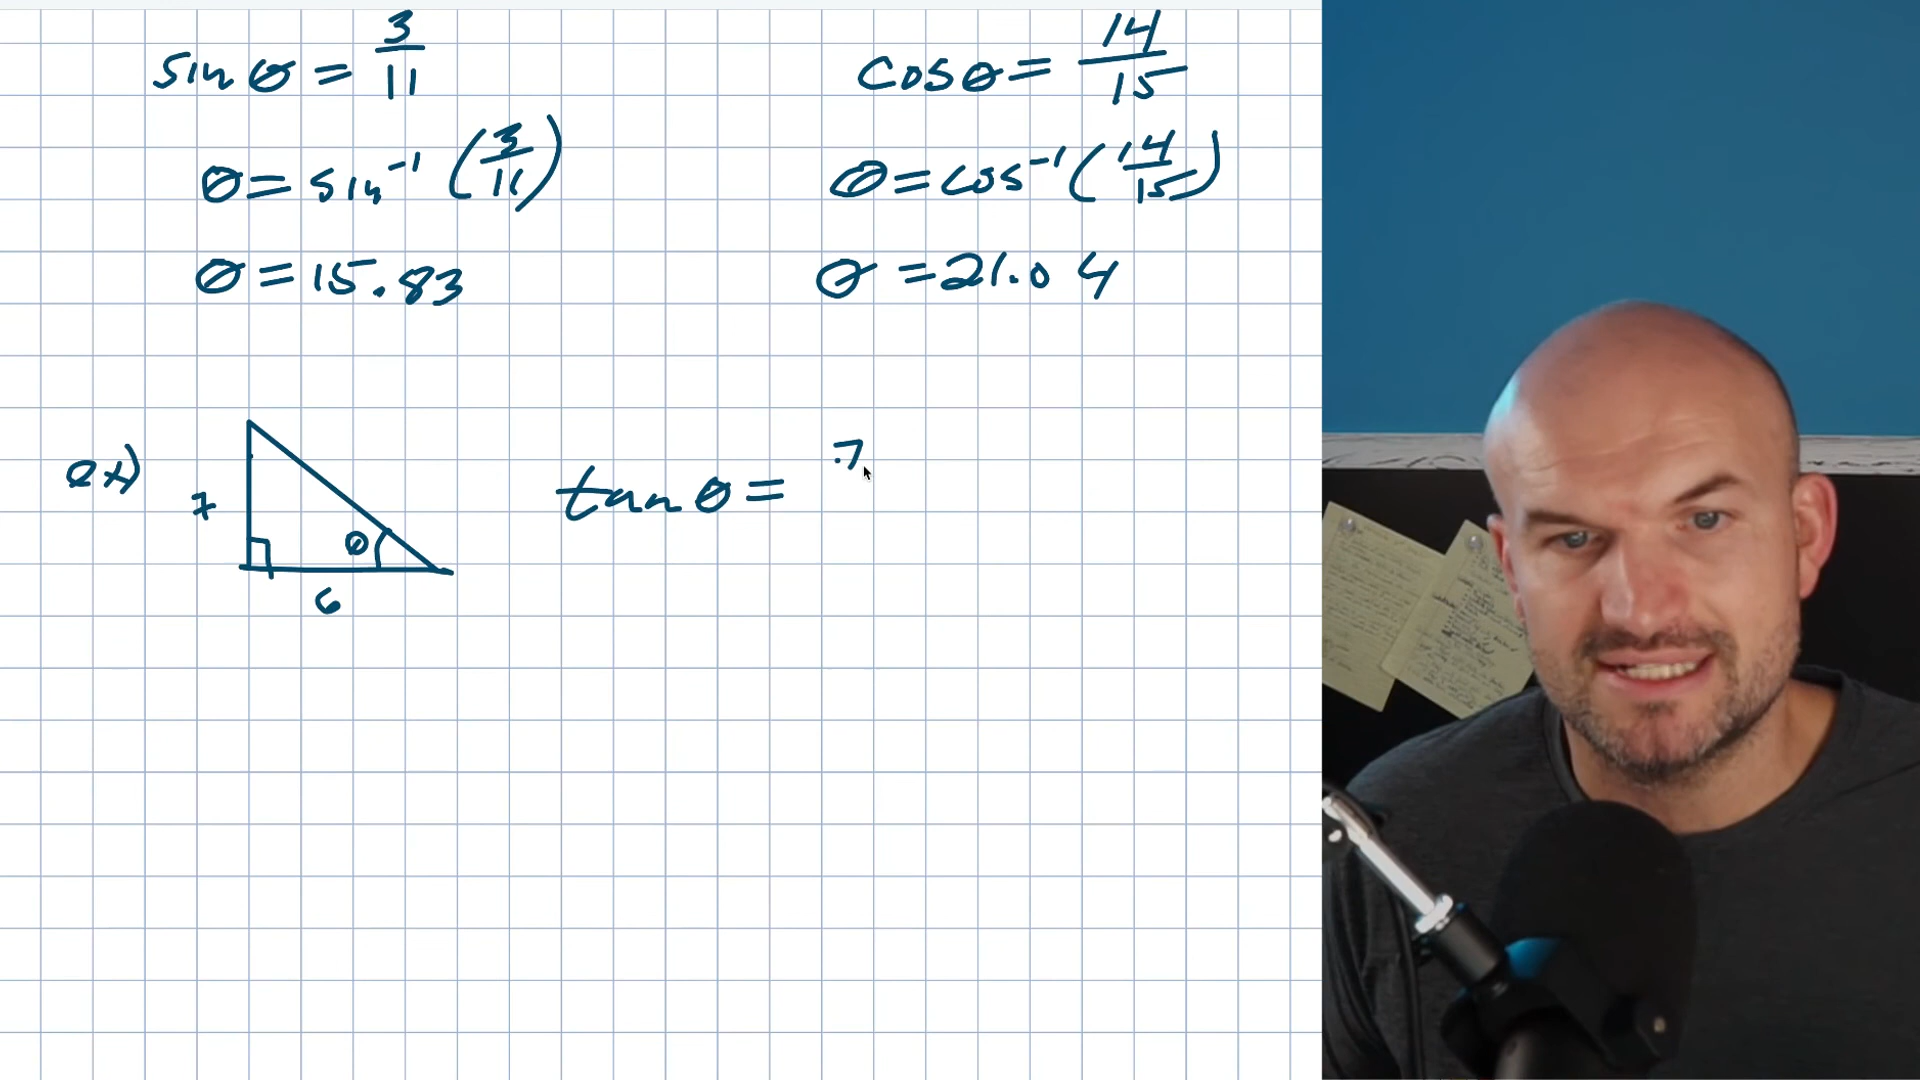 sin θ = 3/11
θ = sin⁻¹ (3/11)
θ = 15.83
cos θ = 14/15
θ = cos⁻¹ (14/15)
θ = 21.04
ex)
7
θ
6
tan θ = 7